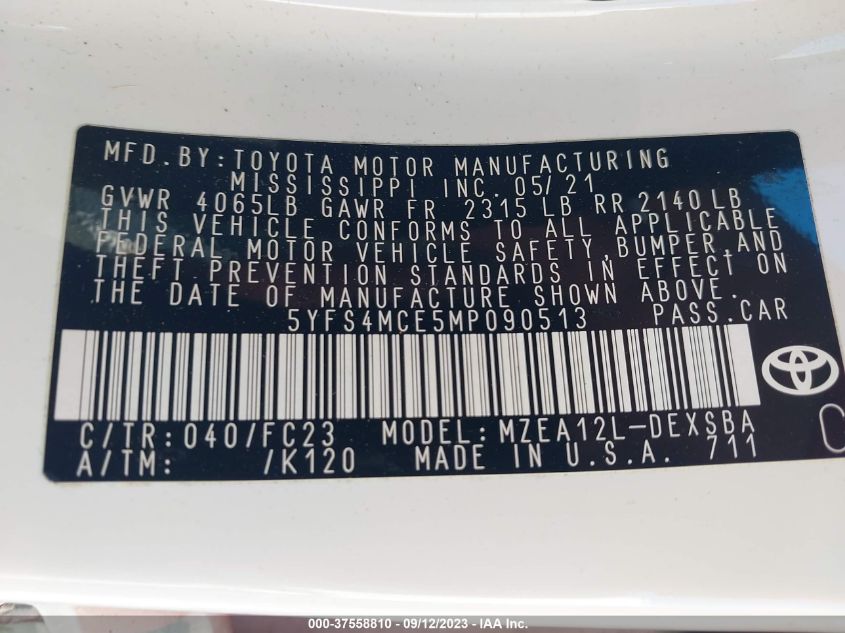 MFD.BY:TOYOTA MOTOR MANUFACTURING
MISSISSIPPI INC. 05/21
GVWR 4065LB GAWR FR 2315 LB RR 2140 LB
THIS VEHICLE CONFORMS TO ALL APPLICABLE
FEDERAL MOTOR VEHICLE SAFETY,BUMPER,AND
THEFT PREVENTION STANDARDS IN EFFECT ON
THE DATE OF MANUFACTURE SHOWN ABOVE.
5YFS4MCE5MP090513 PASS.CAR
C/TR:040/FC23 MODEL:MZEA12L-DEXSBA
A/TM: /K120 MADE IN U.S.A. 711
C
000-37558810 - 09/12/2023 - IAA Inc.